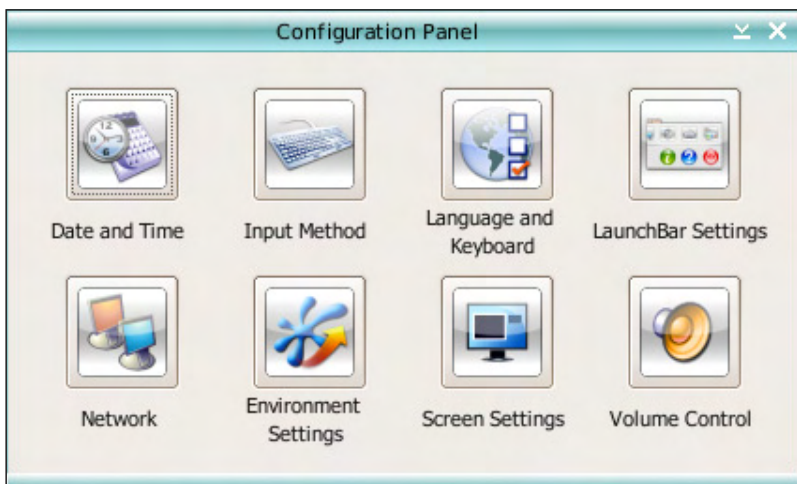 Configuration Panel
Date and Time
Input Method
Language and
Keyboard
LaunchBar Settings
Network
Environment
Settings
Screen Settings
Volume Control